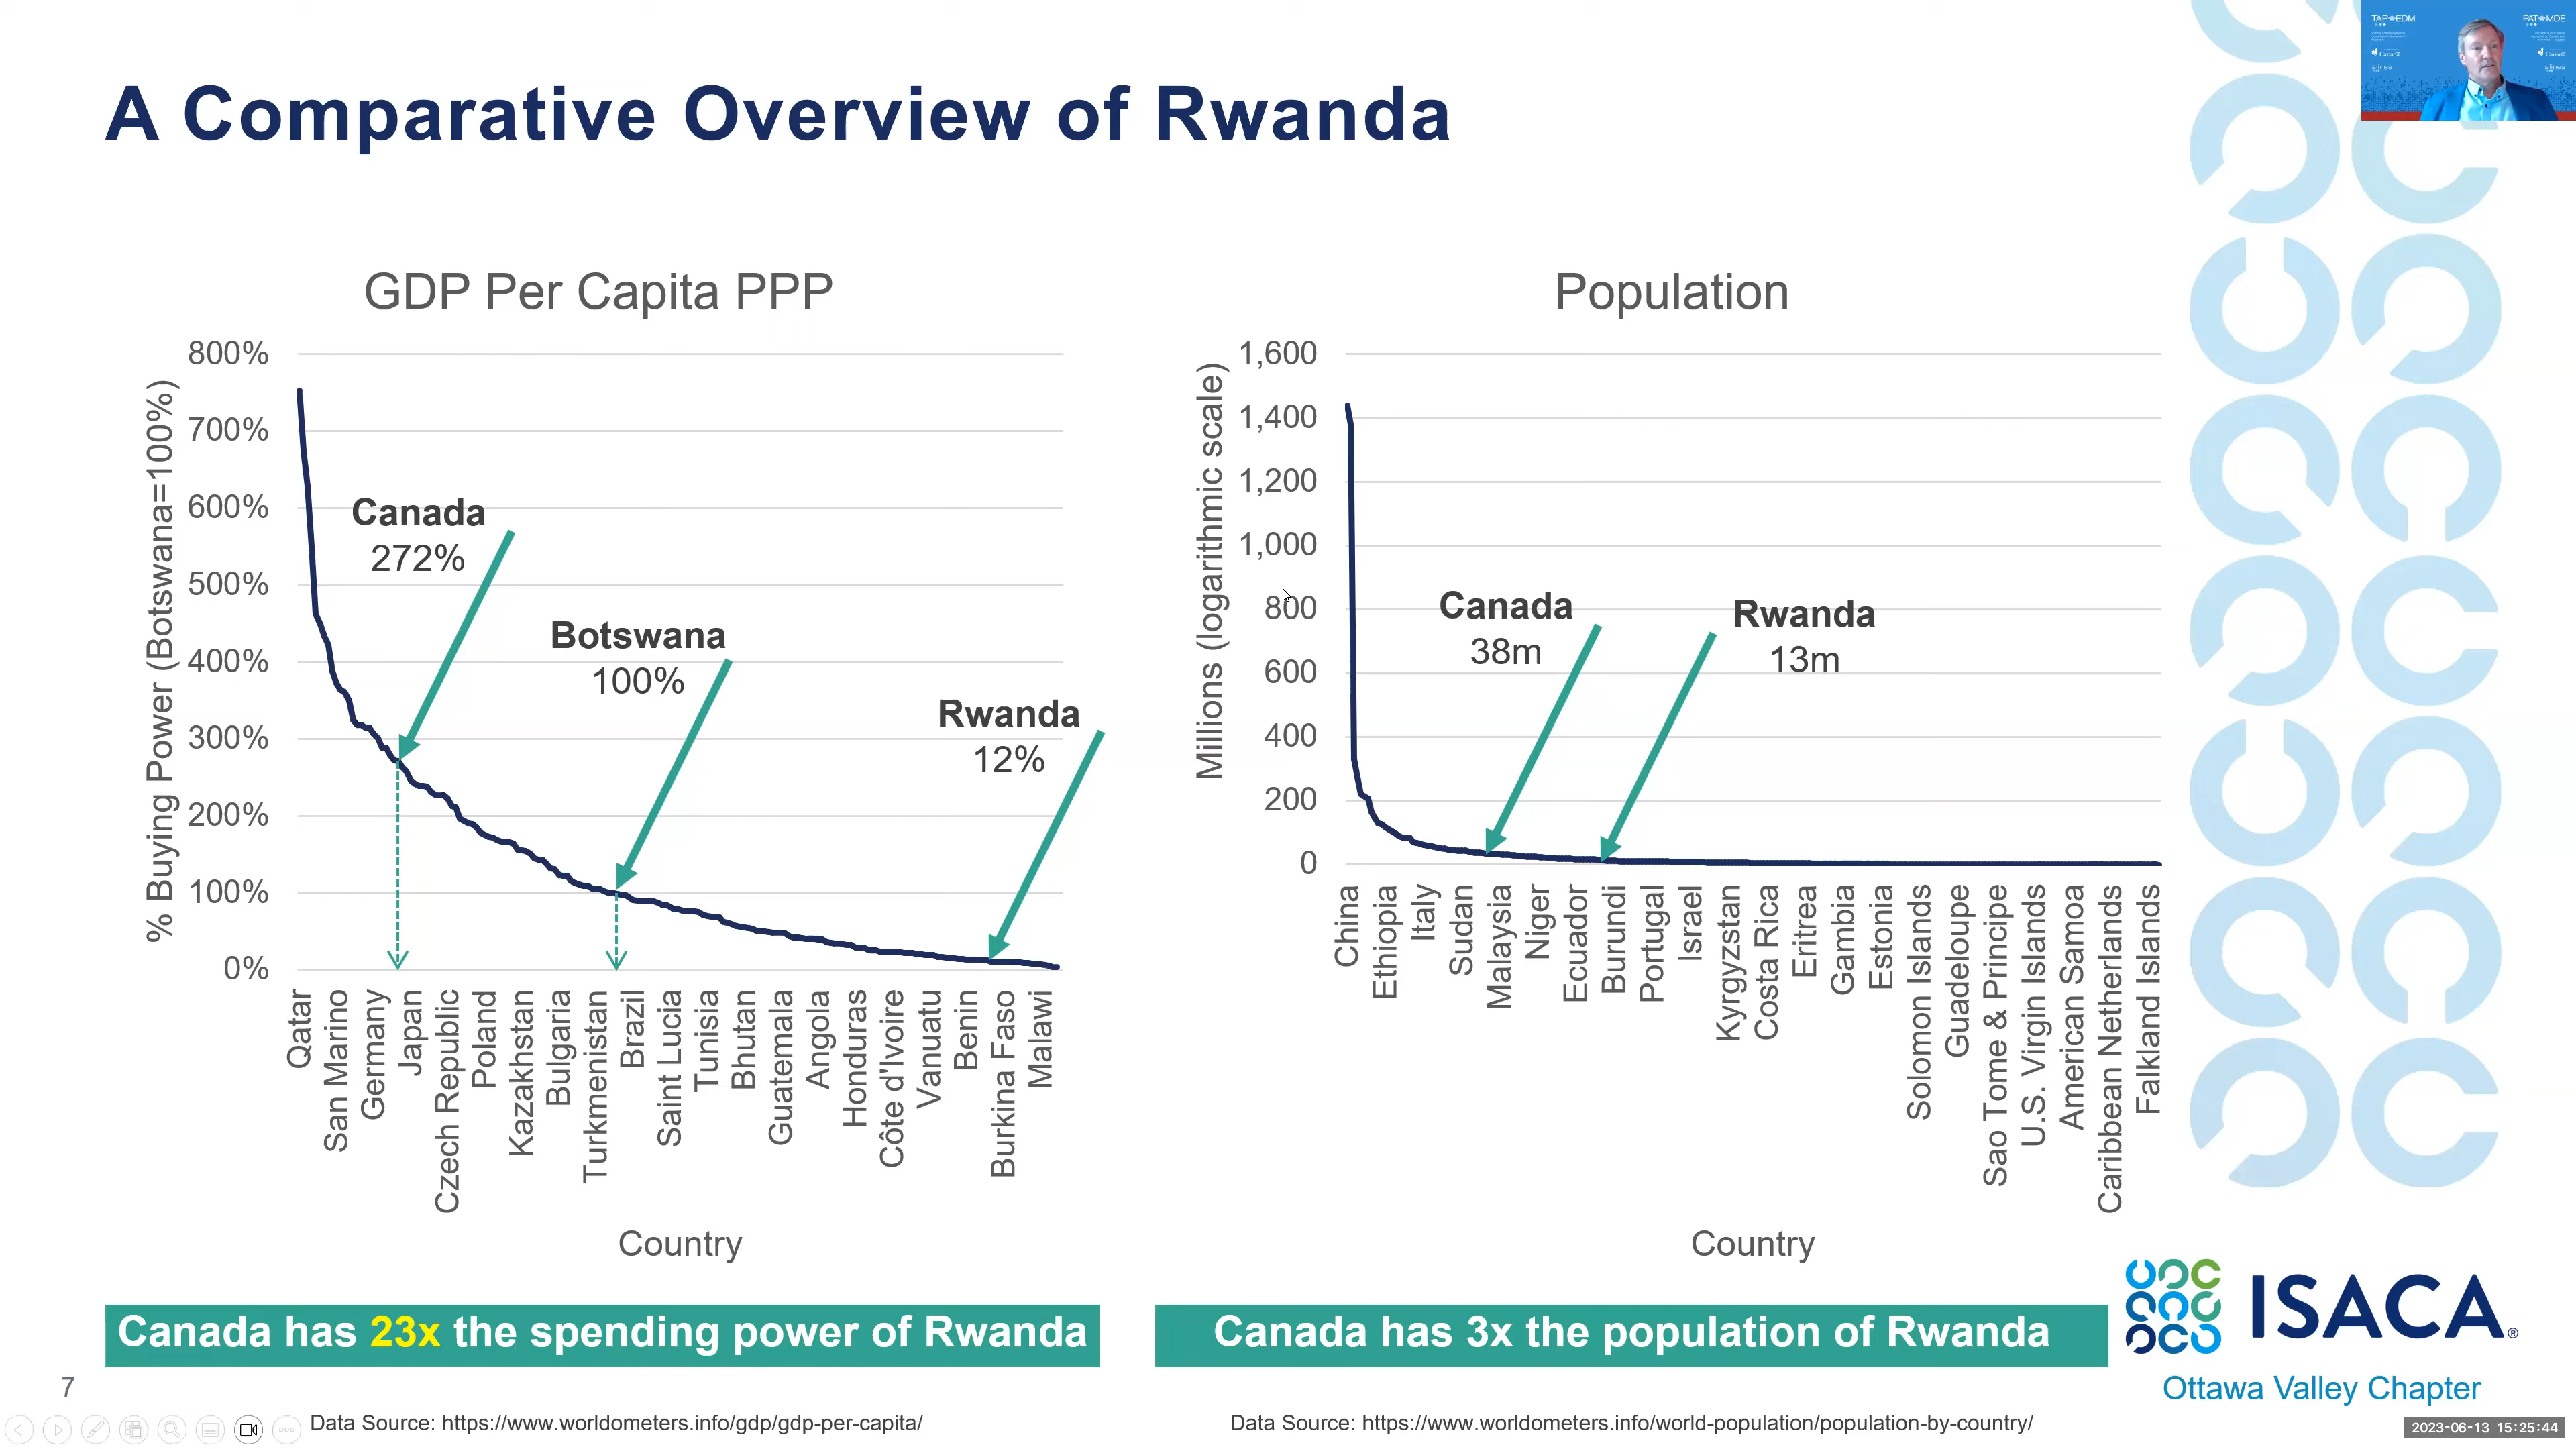 TAP EDM
PAT MDE
Canada
Canada
alinea
alinea
A Comparative Overview of Rwanda
GDP Per Capita PPP
% Buying Power (Botswana=100%)
800%
700%
600%
500%
400%
300%
200%
100%
0%
Canada
272%
Botswana
100%
Rwanda
12%
Qatar
San Marino
Germany
Japan
Czech Republic
Poland
Kazakhstan
Bulgaria
Turkmenistan
Brazil
Saint Lucia
Tunisia
Bhutan
Guatemala
Angola
Honduras
Côte d'Ivoire
Vanuatu
Benin
Burkina Faso
Malawi
Country
Population
Millions (logarithmic scale)
1,600
1,400
1,200
1,000
800
600
400
200
0
Canada
38m
Rwanda
13m
China
Ethiopia
Italy
Sudan
Malaysia
Niger
Ecuador
Burundi
Portugal
Israel
Kyrgyzstan
Costa Rica
Eritrea
Gambia
Estonia
Solomon Islands
Guadeloupe
Sao Tome & Principe
U.S. Virgin Islands
American Samoa
Caribbean Netherlands
Falkland Islands
Country
Canada has 23x the spending power of Rwanda
Canada has 3x the population of Rwanda
ISACA®
Ottawa Valley Chapter
7
Data Source: https://www.worldometers.info/gdp/gdp-per-capita/
Data Source: https://www.worldometers.info/world-population/population-by-country/
2023-06-13 15:25:44